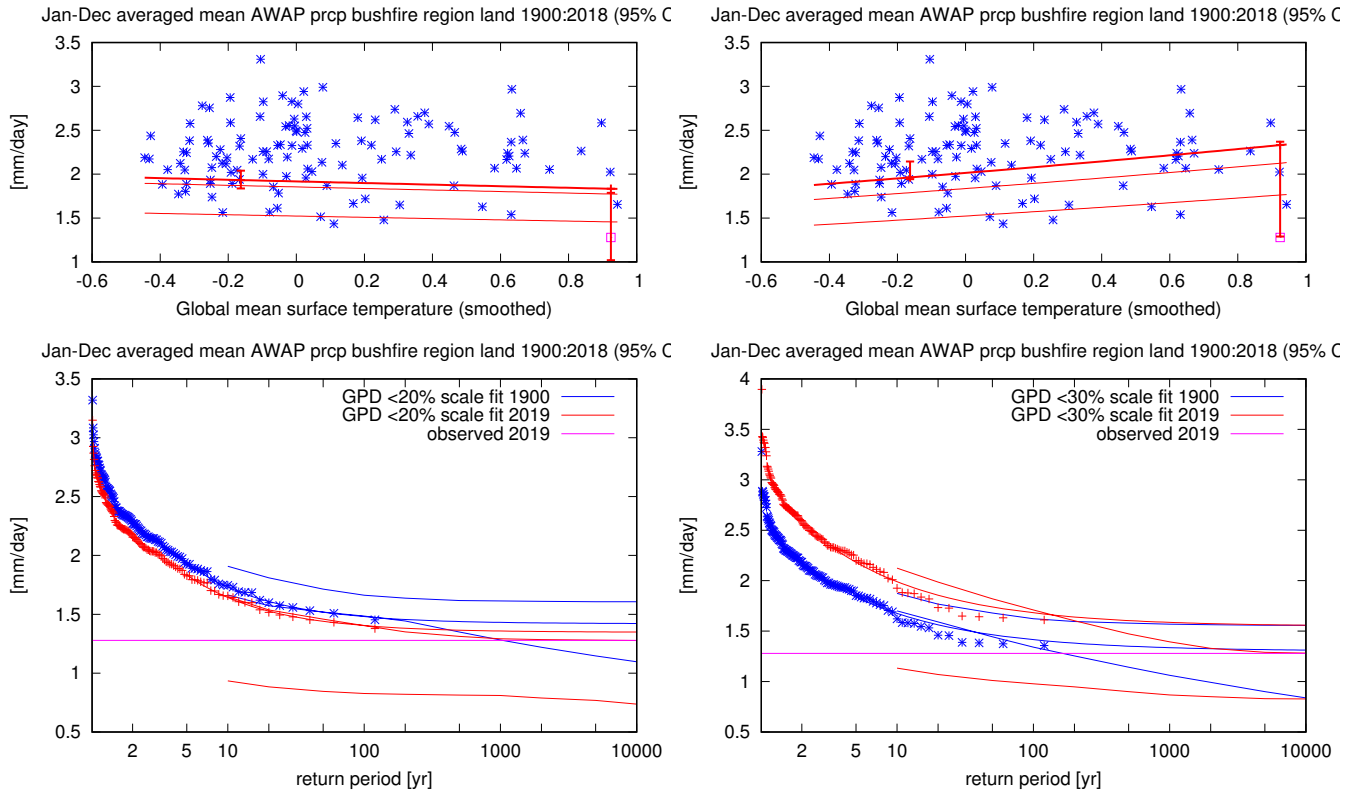 Jan-Dec averaged mean AWAP prcp bushfire region land 1900:2018 (95% C
3.5
3
2.5
2
1.5
1
[mm/day]
-0.6 -0.4 -0.2 0 0.2 0.4 0.6 0.8 1
Global mean surface temperature (smoothed)
Jan-Dec averaged mean AWAP prcp bushfire region land 1900:2018 (95% C
3.5
3
2.5
2
1.5
1
[mm/day]
-0.6 -0.4 -0.2 0 0.2 0.4 0.6 0.8 1
Global mean surface temperature (smoothed)
Jan-Dec averaged mean AWAP prcp bushfire region land 1900:2018 (95% C
GPD <20% scale fit 1900
GPD <20% scale fit 2019
observed 2019
3.5
3
2.5
2
1.5
1
0.5
[mm/day]
2 5 10 100 1000 10000
return period [yr]
Jan-Dec averaged mean AWAP prcp bushfire region land 1900:2018 (95% C
GPD <30% scale fit 1900
GPD <30% scale fit 2019
observed 2019
4
3.5
3
2.5
2
1.5
1
0.5
[mm/day]
2 5 10 100 1000 10000
return period [yr]